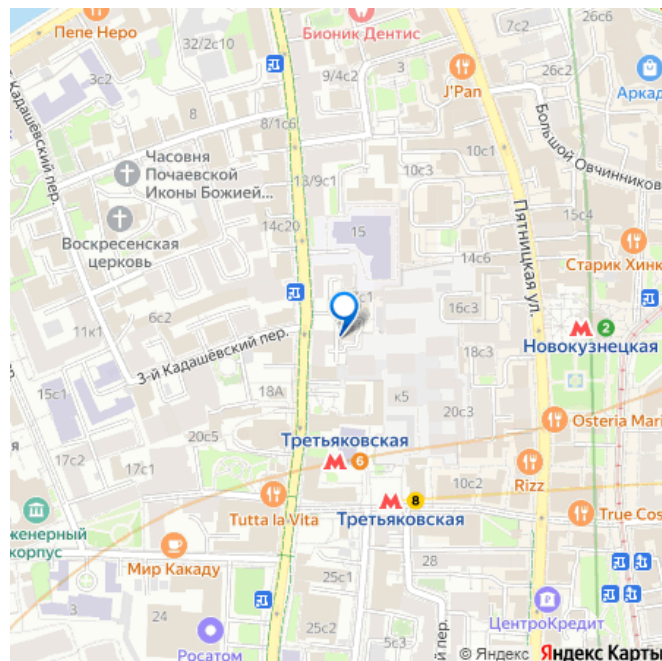 Пепе Неро
32/2с10
Бионик Дентис
7с2
26с2
3с2
9/4с2
3
J'Pan
Аркад
8
8/1с6
Большой Овчинников
Кадашёвский пер.
Часовня
Почаевской
Иконы Божией...
10с1
13/9с1
10с3
Пятницкая ул.
15с4
Воскресенская
церковь
14с20
15
14с6
Старик Хинк
6с2
16с3
2
Новокузнецкая
11к1
3-й Кадашёвский пер.
18с3
15с1
18А
к5
20с3
Osteria Mari
20с5
Третьяковская
6
17с2
17с1
10с2
Rizz
8
Третьяковская
Tutta la Vita
True Cos
женерный
корпус
Мир Какаду
28
25с1
3
24
ЦентроКредит
Росатом
25с2
5с3
й пер.
© Яндекс Яндекс Карты